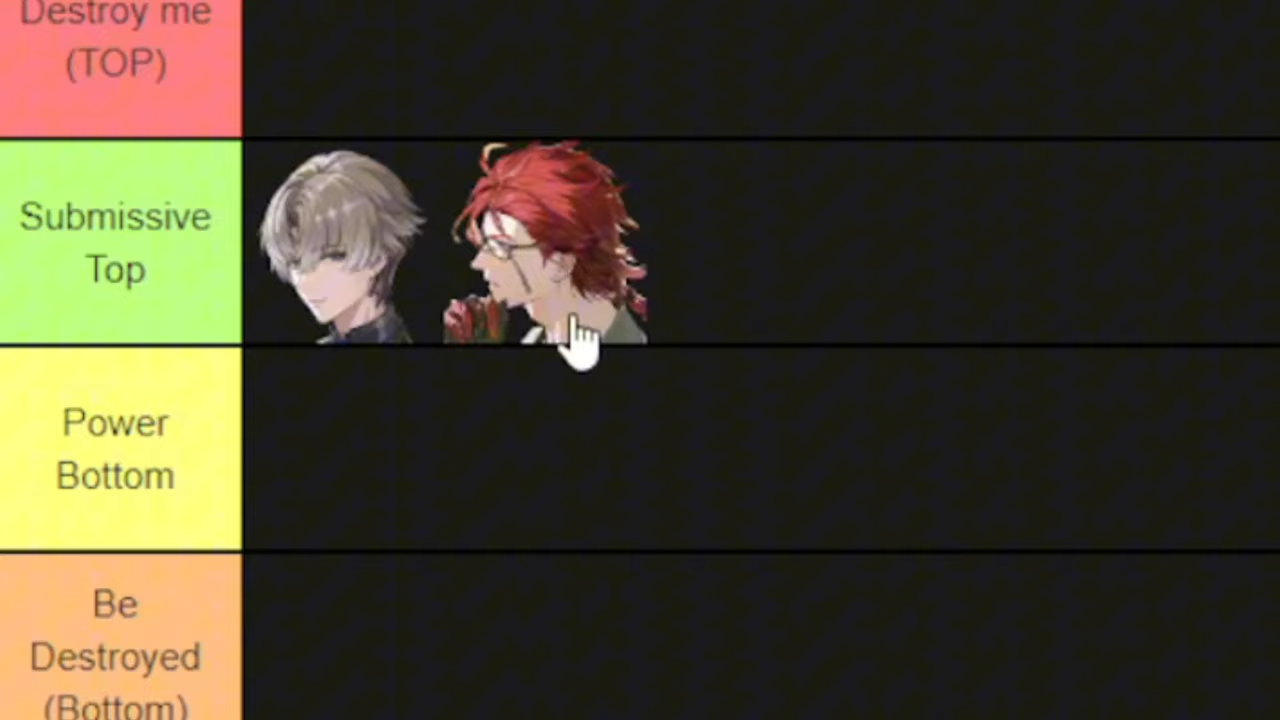 Destroy me
(TOP)
Submissive
Top
Power
Bottom
Be
Destroyed
(Bottom)